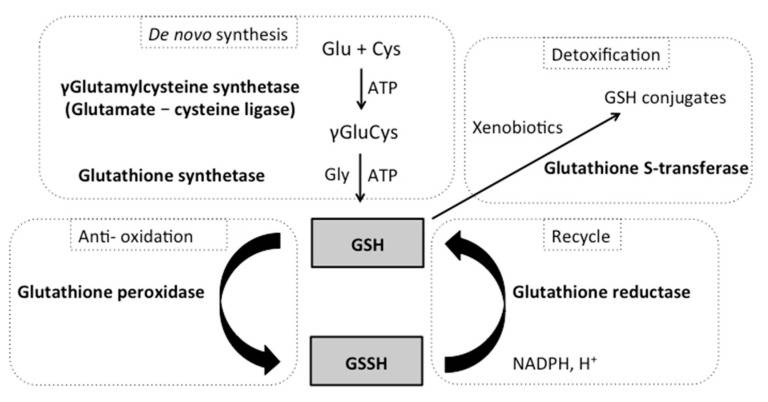 De novo synthesis
Glu + Cys
γGlutamylcysteine synthetase
(Glutamate – cysteine ligase)
ATP
γGluCys
Glutathione synthetase
Gly
ATP
Detoxification
GSH conjugates
Xenobiotics
Glutathione S-transferase
Anti- oxidation
Glutathione peroxidase
GSH
GSSH
Recycle
Glutathione reductase
NADPH, H⁺